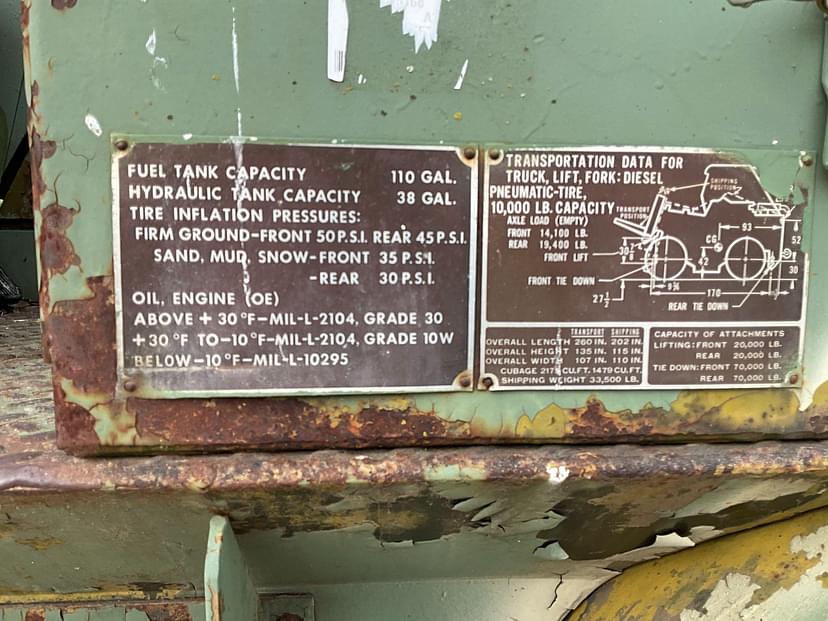 FUEL TANK CAPACITY 110 GAL.
HYDRAULIC TANK CAPACITY 38 GAL.
TIRE INFLATION PRESSURES:
FIRM GROUND-FRONT 50 P.S.I. REAR 45 P.S.I.
SAND, MUD, SNOW-FRONT 35 P.S.I.
-REAR 30 P.S.I.
OIL, ENGINE (OE)
ABOVE + 30 °F-MIL-L-2104, GRADE 30
+30 °F TO-10 °F-MIL-L-2104, GRADE 10W
BELOW-10 °F-MIL-L-10295
TRANSPORTATION DATA FOR
TRUCK, LIFT, FORK: DIESEL
PNEUMATIC-TIRE,
10,000 LB. CAPACITY
AXLE LOAD (EMPTY)
FRONT 14,100 LB.
REAR 19,400 LB.
SHIPPING
POSITION
TRANSPORT
POSITION
93
52
CG
30 7/8
FRONT LIFT
42
30
FRONT TIE DOWN
170
27 1/2
REAR TIE DOWN
TRANSPORT SHIPPING
OVERALL LENGTH 260 IN. 202 IN.
OVERALL HEIGHT 135 IN. 115 IN.
OVERALL WIDTH 107 IN. 110 IN.
CUBAGE 2175 CU.FT. 1479 CU.FT.
SHIPPING WEIGHT 33,500 LB.
CAPACITY OF ATTACHMENTS
LIFTING: FRONT 20,000 LB.
REAR 20,000 LB.
TIE DOWN: FRONT 70,000 LB.
REAR 70,000 LB.